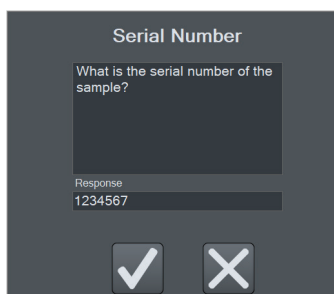 Serial Number
What is the serial number of the
sample?
Response
1234567